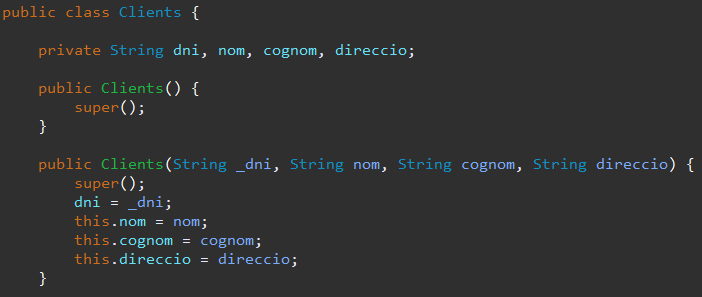 public class Clients {
private String dni, nom, cognom, direccio;
public Clients() {
super();
}
public Clients(String _dni, String nom, String cognom, String direccio) {
super();
dni = _dni;
this.nom = nom;
this.cognom = cognom;
this.direccio = direccio;
}